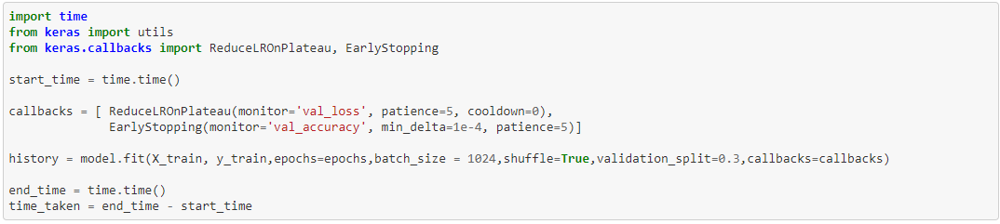 import time
from keras import utils
from keras.callbacks import ReduceLROnPlateau, EarlyStopping
start_time = time.time()
callbacks = [ ReduceLROnPlateau(monitor='val_loss', patience=5, cooldown=0),
EarlyStopping(monitor='val_accuracy', min_delta=1e-4, patience=5)]
history = model.fit(X_train, y_train,epochs=epochs,batch_size = 1024,shuffle=True,validation_split=0.3,callbacks=callbacks)
end_time = time.time()
time_taken = end_time - start_time